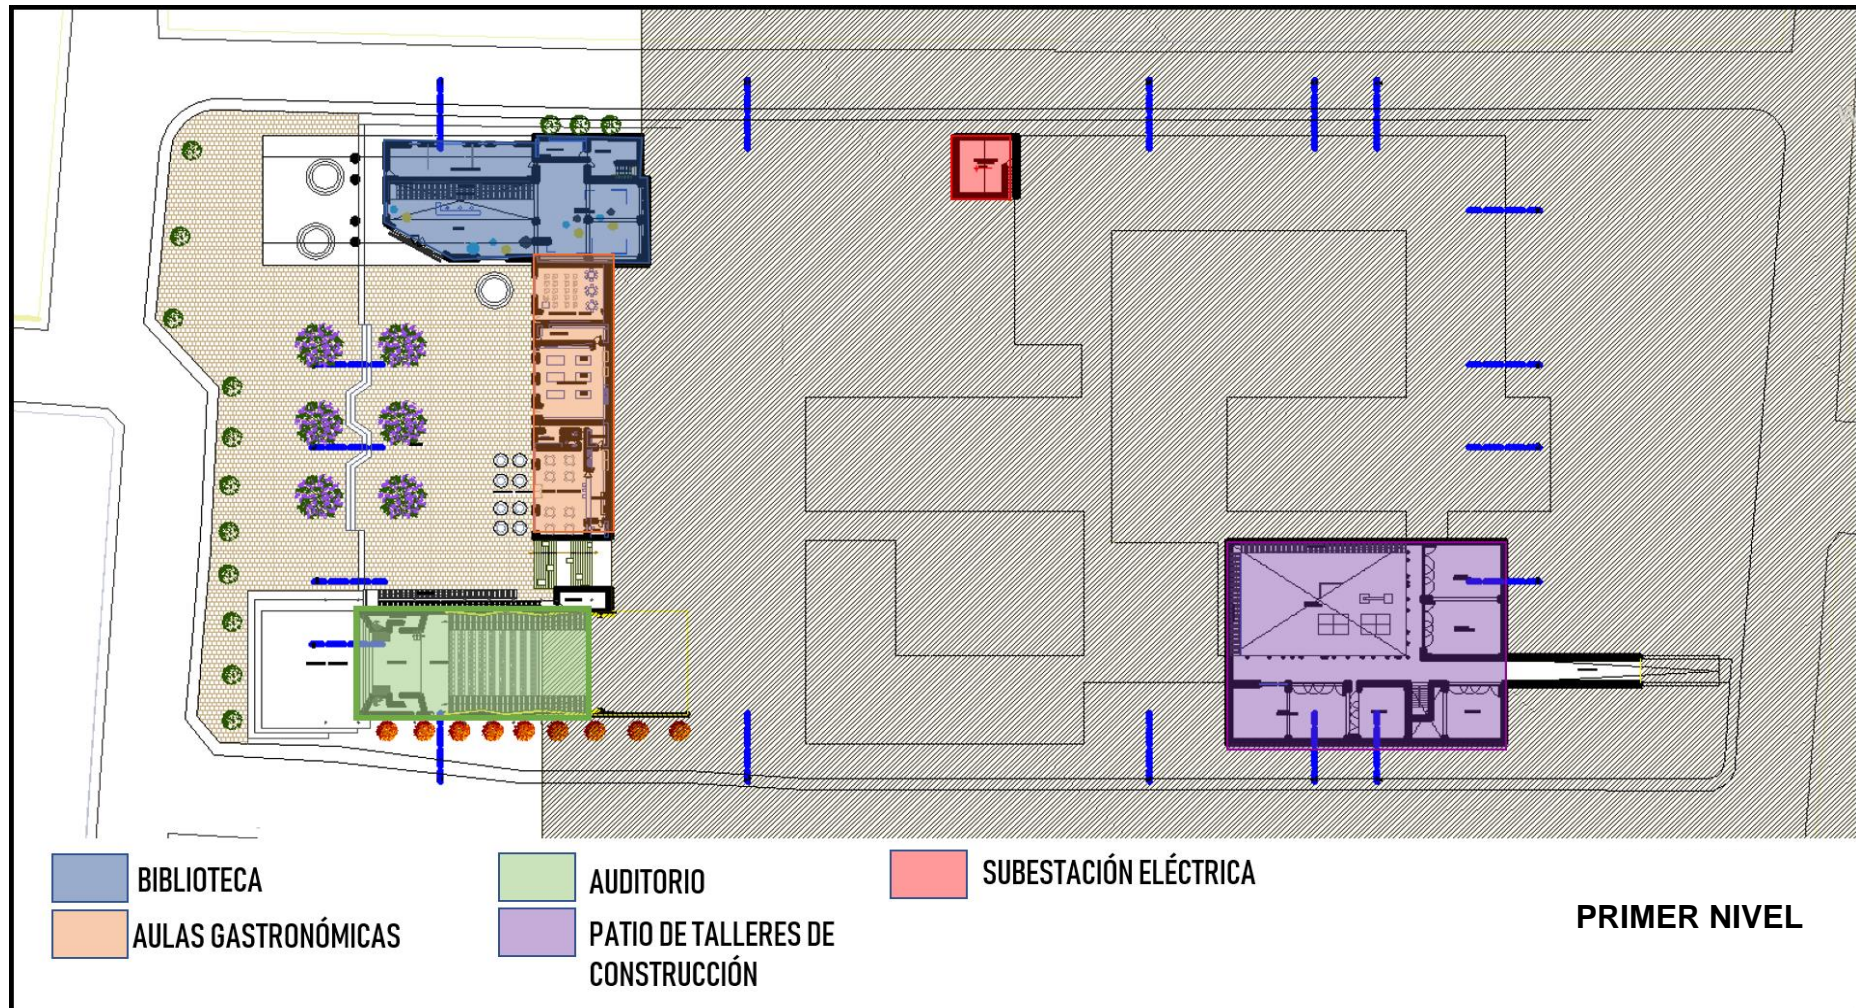 BIBLIOTECA
AULAS GASTRONÓMICAS
AUDITORIO
PATIO DE TALLERES DE
CONSTRUCCIÓN
SUBESTACIÓN ELÉCTRICA
PRIMER NIVEL